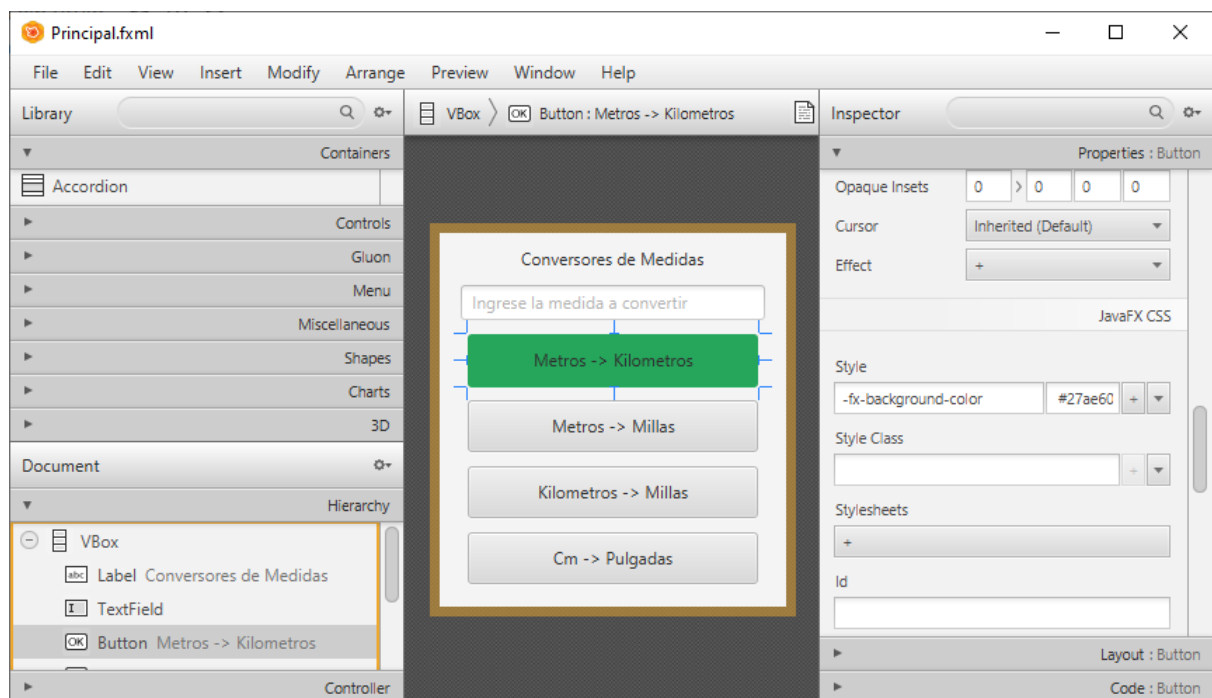 Principal.fxml
File Edit View Insert Modify Arrange Preview Window Help
Library
Containers
Accordion
Controls
Gluon
Menu
Miscellaneous
Shapes
Charts
3D
Document
Hierarchy
VBox
abc Label Conversores de Medidas
I TextField
OK Button Metros -> Kilometros
Controller
VBox OK Button : Metros -> Kilometros
Conversores de Medidas
Ingrese la medida a convertir
Metros -> Kilometros
Metros -> Millas
Kilometros -> Millas
Cm -> Pulgadas
Inspector
Properties : Button
Opaque Insets 0 > 0 0 0
Cursor Inherited (Default)
Effect +
JavaFX CSS
Style
-fx-background-color #27ae60 +
Style Class
+
Stylesheets
+
Id
Layout : Button
Code : Button